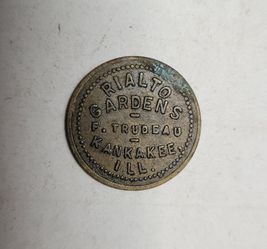 RIALTO
GARDENS
F. TRUDEAU
KANKAKEE,
ILL.